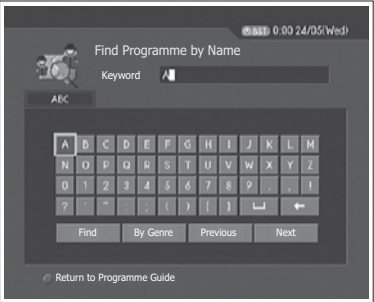 BST 0:00 24/05(Wed)
Find Programme by Name
Keyword A
ABC
A B C D E F G H I J K L M
N O P Q R S T U V W X Y Z
0 1 2 3 4 5 6 7 8 9 . , !
? ' " : ; ( ) [ ]
Find By Genre Previous Next
Return to Programme Guide